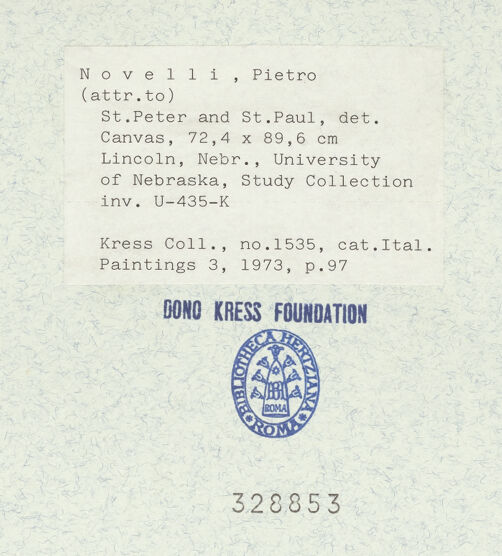 N o v e l l i , Pietro
(attr.to)
St.Peter and St.Paul, det.
Canvas, 72,4 x 89,6 cm
Lincoln, Nebr., University
of Nebraska, Study Collection
inv. U-435-K
Kress Coll., no.1535, cat.Ital.
Paintings 3, 1973, p.97
DONO KRESS FOUNDATION
BIBLIOTHECA HERTZIANA
ROMA
ROMA
328853